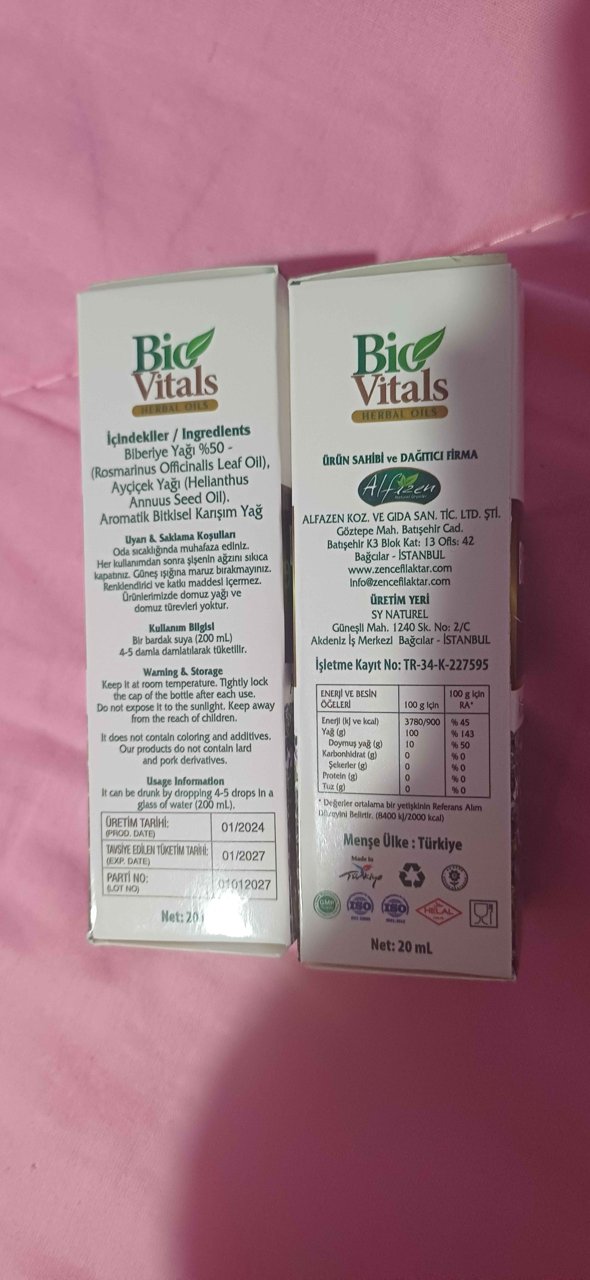 Bio
Vitals
HERBAL OILS
İçindekiler / Ingredients
Biberiye Yağı %50 -
(Rosmarinus Officinalis Leaf Oil),
Ayçiçek Yağı (Helianthus
Annuus Seed Oil).
Aromatik Bitkisel Karışım Yağ
Uyarı & Saklama Koşulları
Oda sıcaklığında muhafaza ediniz.
Her kullanımdan sonra şişenin ağzını sıkıca
kapatınız. Güneş ışığına maruz bırakmayınız.
Renklendirici ve katkı maddesi içermez.
Ürünlerimizde domuz yağı ve
domuz türevleri yoktur.
Kullanım Bilgisi
Bir bardak suya (200 mL)
4-5 damla damlatılarak tüketilir.
Warning & Storage
Keep it at room temperature. Tightly lock
the cap of the bottle after each use.
Do not expose it to the sunlight. Keep away
from the reach of children.
It does not contain coloring and additives.
Our products do not contain lard
and pork derivatives.
Usage Information
It can be drunk by dropping 4-5 drops in a
glass of water (200 mL).
ÜRETİM TARİHİ: 01/2024
(PROD. DATE)
TAVSİYE EDİLEN TÜKETİM TARİHİ: 01/2027
(EXP. DATE)
PARTİ NO: 01012027
(LOT NO)
Net: 20
Bio
Vitals
HERBAL OILS
ÜRÜN SAHİBİ ve DAĞITICI FİRMA
Alfazen
ALFAZEN KOZ. VE GIDA SAN. TİC. LTD. ŞTİ.
Göztepe Mah. Batışehir Cad.
Batışehir K3 Blok Kat: 13 Ofis: 42
Bağcılar - İSTANBUL
www.zencefilaktar.com
info@zencefilaktar.com
ÜRETİM YERİ
SY NATUREL
Güneşli Mah. 1240 Sk. No: 2/C
Akdeniz İş Merkezi Bağcılar - İSTANBUL
İşletme Kayıt No: TR-34-K-227595
ENERJİ VE BESİN ÖĞELERİ 100 g için 100 g için RA*
Enerji (kj ve kcal) 3780/900 % 45
Yağ (g) 100 % 143
Doymuş yağ (g) 10 % 50
Karbonhidrat (g) 0 % 0
Şekerler (g) 0 % 0
Protein (g) 0 % 0
Tuz (g) 0 % 0
* Değerler ortalama bir yetişkinin Referans Alım
Düzeyini Belirtir. (8400 kj/2000 kcal)
Menşe Ülke : Türkiye
Made in
Türkiye
GMP
ISO
ISO
HELAL
Net: 20 mL